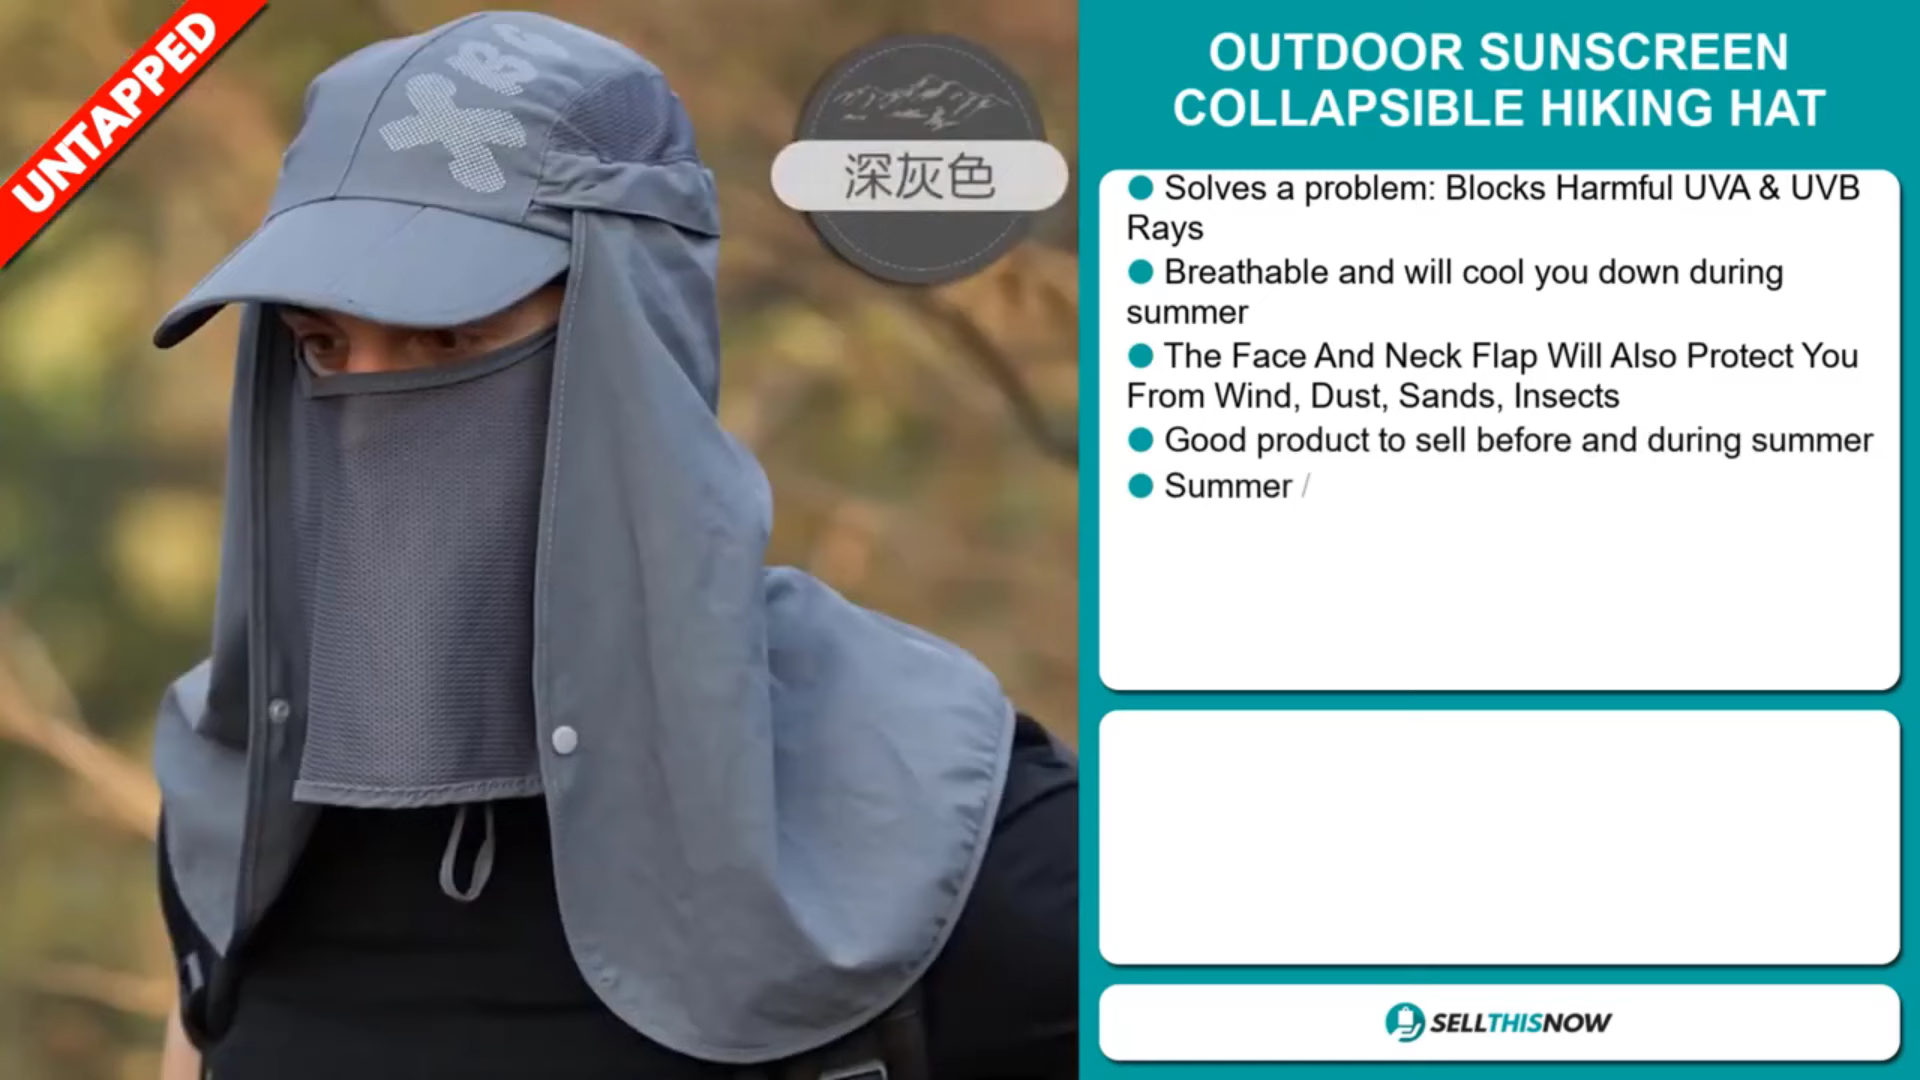 UNTAPPED
深灰色
OUTDOOR SUNSCREEN
COLLAPSIBLE HIKING HAT
● Solves a problem: Blocks Harmful UVA & UVB
Rays
● Breathable and will cool you down during
summer
● The Face And Neck Flap Will Also Protect You
From Wind, Dust, Sands, Insects
● Good product to sell before and during summer
● Summer /
SELLTHISNOW